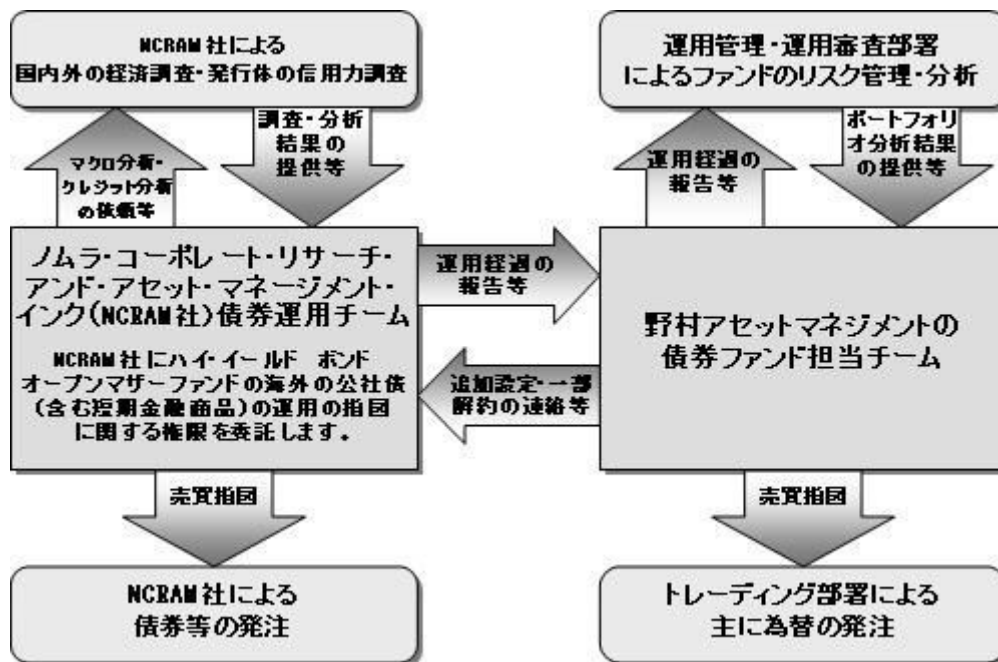 NCRAM社による
国内外の経済調査・発行体の信用力調査
運用管理・運用審査部署
によるファンドのリスク管理・分析
マクロ分析・
クレジット分析
の依頼等
調査・分析
結果の
提供等
運用経過の
報告等
ポートフォリ
オ分析結果
の提供等
ノムラ・コーポレート・リサーチ・
アンド・アセット・マネージメント・
インク(NCRAM社)債券運用チーム
NCRAM社にハイ・イールド ボンド
オープンマザーファンドの海外の公社債
(含む短期金融商品)の運用の指図
に関する権限を委託します。
運用経過の
報告等
追加設定・一部
解約の連絡等
野村アセットマネジメントの
債券ファンド担当チーム
売買指図
売買指図
NCRAM社による
債券等の発注
トレーディング部署による
主に為替の発注